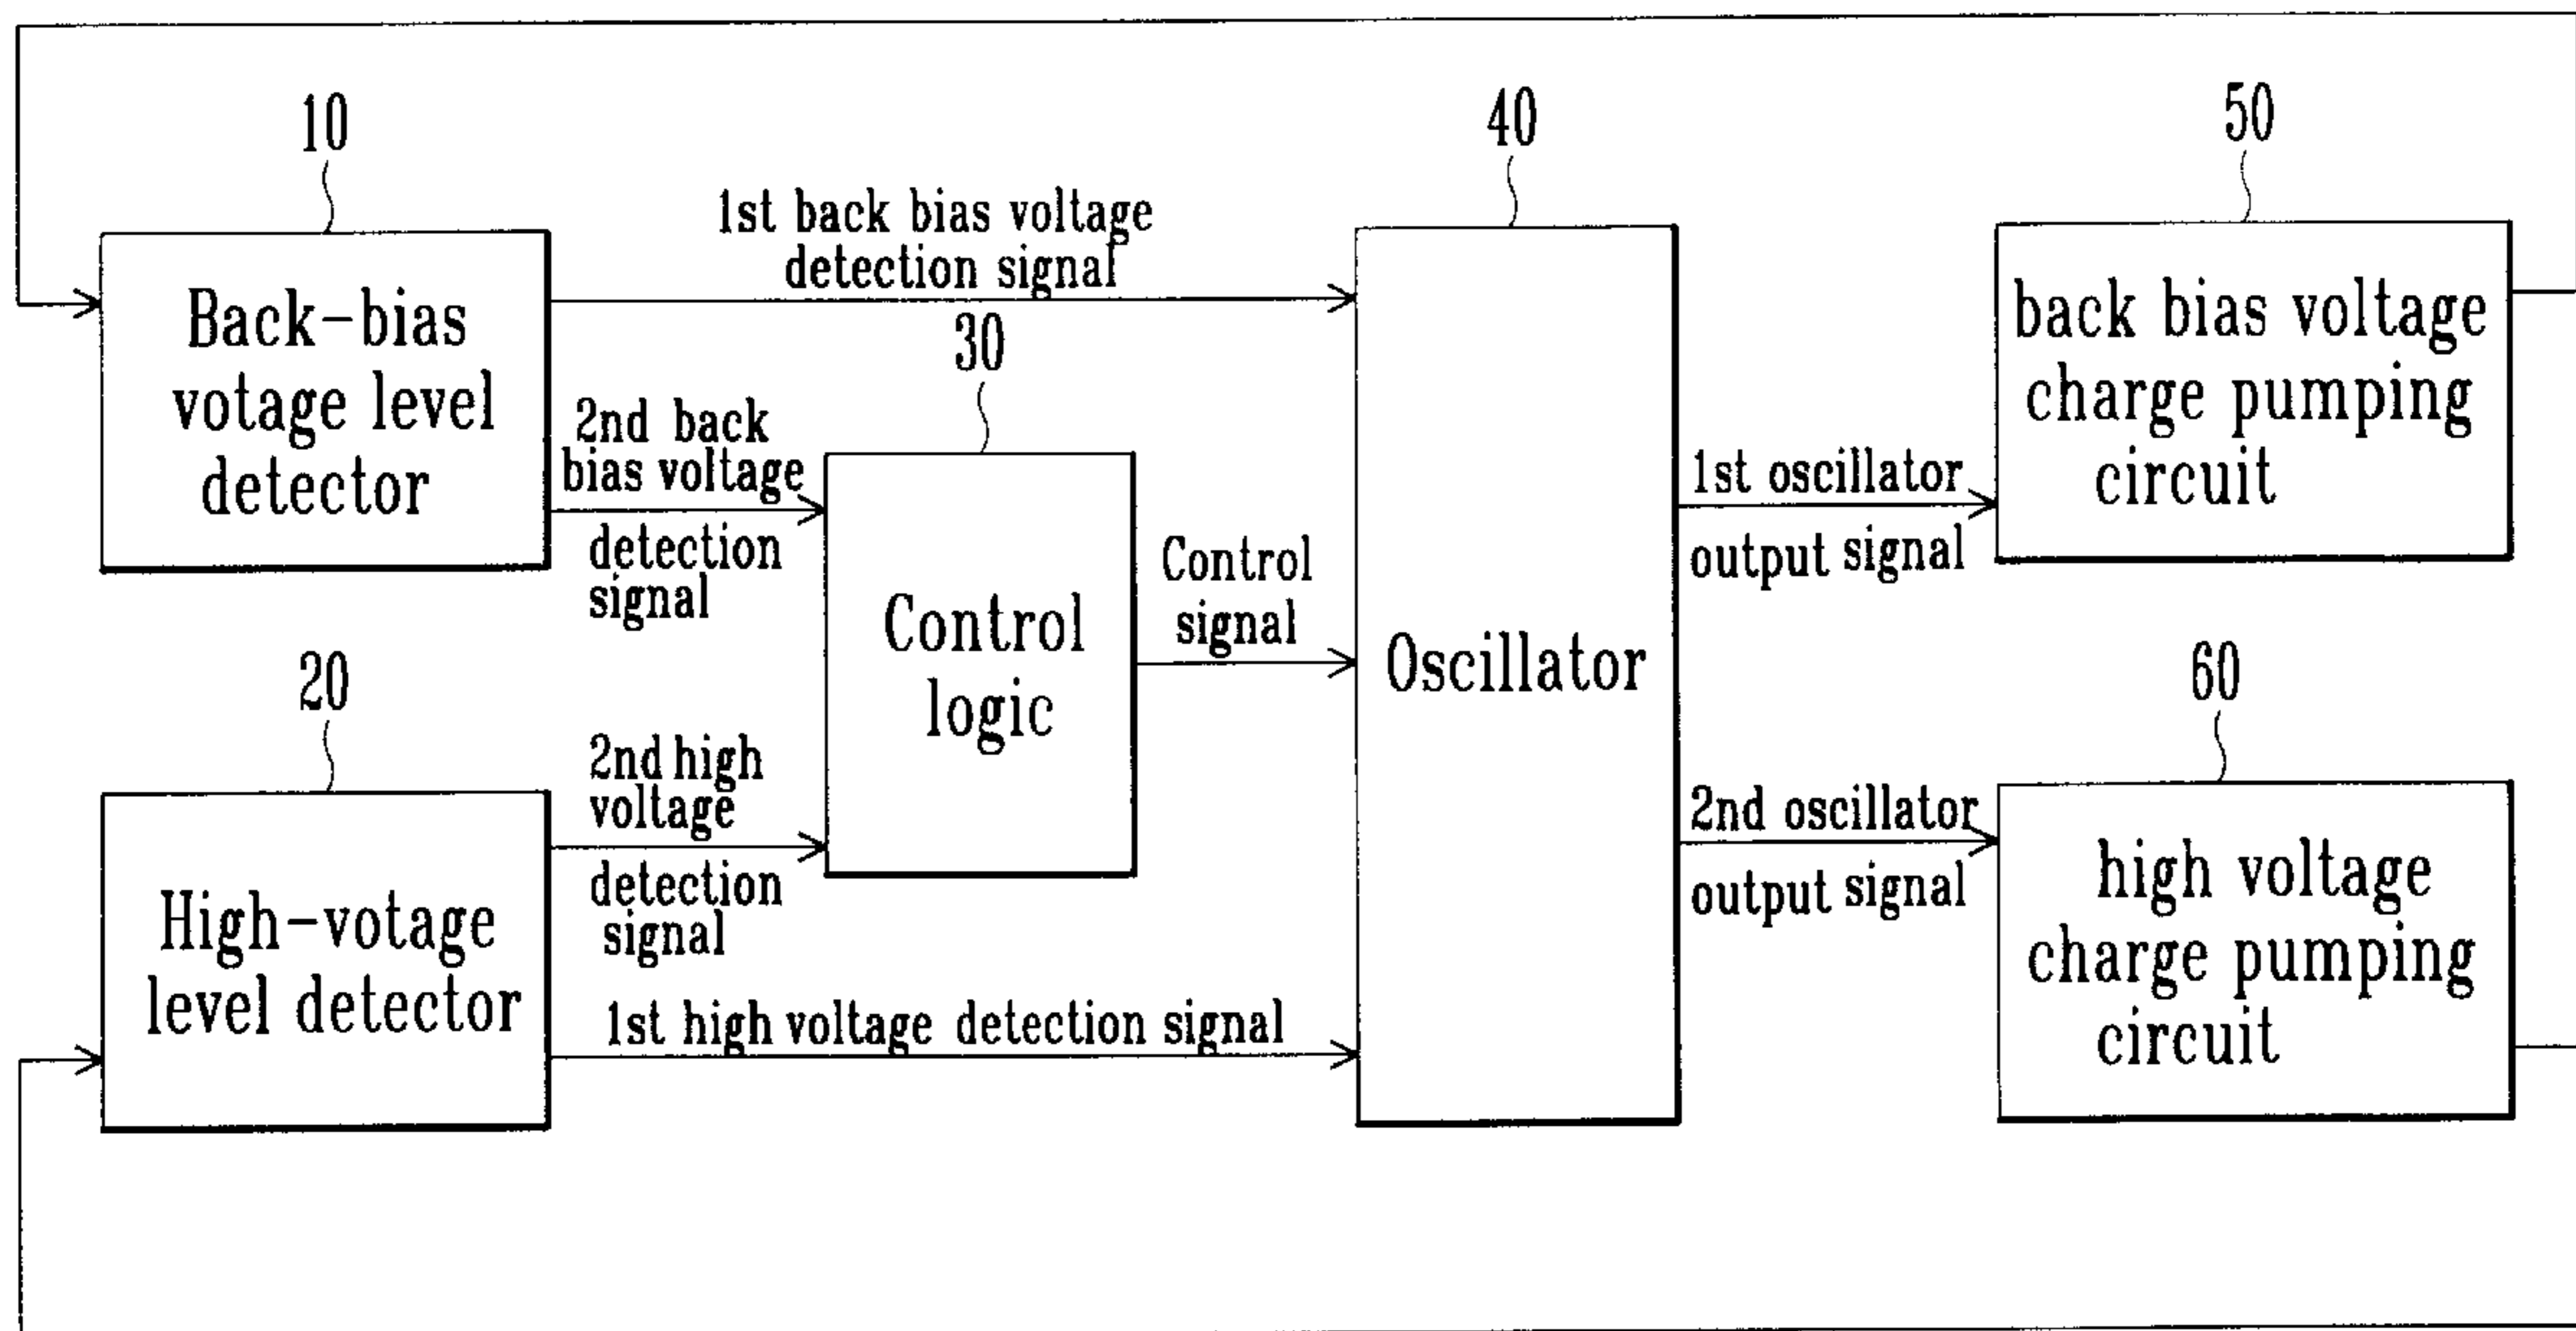 10
40
50
1st back bias voltage
detection signal
Back-bias
votage level
detector
30
back bias voltage
charge pumping
circuit
2nd back
bias voltage
detection
signal
1st oscillator
output signal
Control
signal
Control
logic
Oscillator
20
60
2nd high
voltage
detection
signal
2nd oscillator
output signal
High-votage
level detector
high voltage
charge pumping
circuit
1st high voltage detection signal